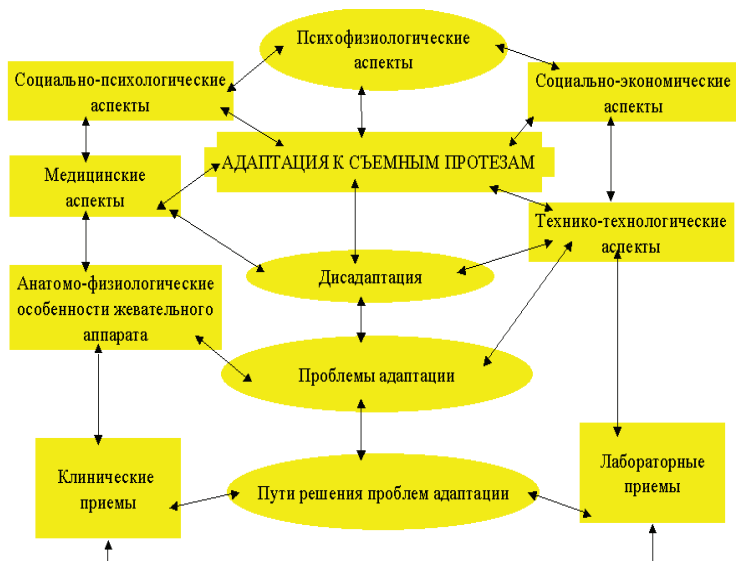 Психофизиологические
аспекты
Социально-психологические
аспекты
Социально-экономические
аспекты
АДАПТАЦИЯ К СЪЕМНЫМ ПРОТЕЗАМ
Медицинские
аспекты
Технико-технологические
аспекты
Дисадаптация
Анатомо-физиологические
особенности жевательного
аппарата
Проблемы адаптации
Клинические
приемы
Пути решения проблем адаптации
Лабораторные
приемы